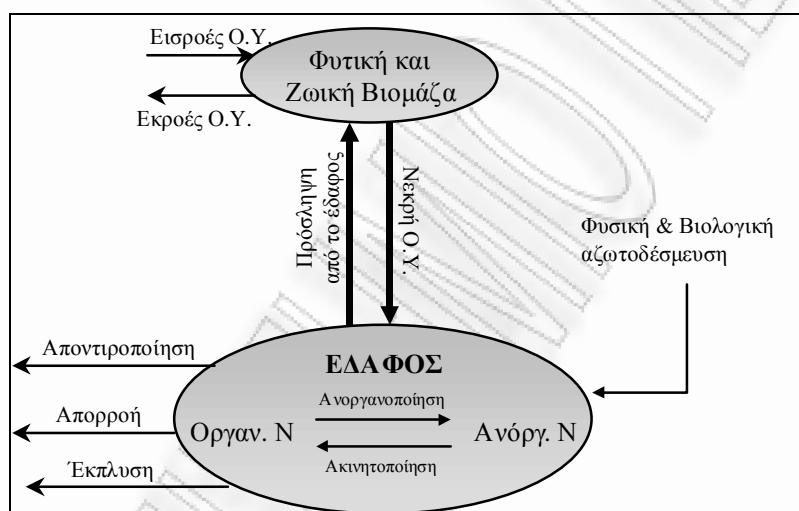 Εισροές Ο.Υ.
Φυτική και
Ζωική Βιομάζα
Εκροές Ο.Υ.
Πρόσληψη
από το έδαφος
Νεκρή Ο.Υ.
Φυσική & Βιολογική
αζωτοδέσμευση
Αποντιροποίηση
ΕΔΑΦΟΣ
Ανοργανοποίηση
Απορροή
Οργαν. Ν
Ανόργ. Ν
Ακινητοποίηση
Έκπλυση